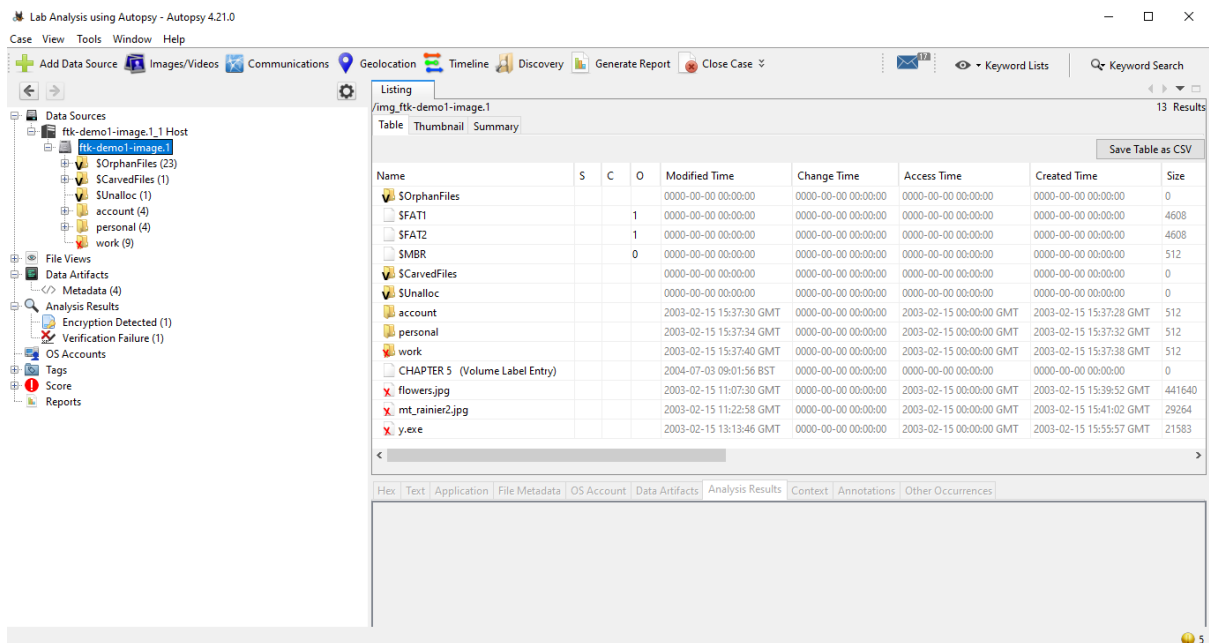 Lab Analysis using Autopsy - Autopsy 4.21.0
Case View Tools Window Help
Add Data Source Images/Videos Communications Geolocation Timeline Discovery Generate Report Close Case 17 Keyword Lists Keyword Search
Data Sources
ftk-demo1-image.1_1 Host
ftk-demo1-image.1
$OrphanFiles (23)
$CarvedFiles (1)
$Unalloc (1)
account (4)
personal (4)
work (9)
File Views
Data Artifacts
Metadata (4)
Analysis Results
Encryption Detected (1)
Verification Failure (1)
OS Accounts
Tags
Score
Reports
Listing
/img_ftk-demo1-image.1 13 Results
Table Thumbnail Summary
Save Table as CSV
Name S C O Modified Time Change Time Access Time Created Time Size
$OrphanFiles 0000-00-00 00:00:00 0000-00-00 00:00:00 0000-00-00 00:00:00 0000-00-00 00:00:00 0
$FAT1 1 0000-00-00 00:00:00 0000-00-00 00:00:00 0000-00-00 00:00:00 0000-00-00 00:00:00 4608
$FAT2 1 0000-00-00 00:00:00 0000-00-00 00:00:00 0000-00-00 00:00:00 0000-00-00 00:00:00 4608
$MBR 0 0000-00-00 00:00:00 0000-00-00 00:00:00 0000-00-00 00:00:00 0000-00-00 00:00:00 512
$CarvedFiles 0000-00-00 00:00:00 0000-00-00 00:00:00 0000-00-00 00:00:00 0000-00-00 00:00:00 0
$Unalloc 0000-00-00 00:00:00 0000-00-00 00:00:00 0000-00-00 00:00:00 0000-00-00 00:00:00 0
account 2003-02-15 15:37:30 GMT 0000-00-00 00:00:00 2003-02-15 00:00:00 GMT 2003-02-15 15:37:28 GMT 512
personal 2003-02-15 15:37:34 GMT 0000-00-00 00:00:00 2003-02-15 00:00:00 GMT 2003-02-15 15:37:32 GMT 512
work 2003-02-15 15:37:40 GMT 0000-00-00 00:00:00 2003-02-15 00:00:00 GMT 2003-02-15 15:37:38 GMT 512
CHAPTER 5 (Volume Label Entry) 2004-07-03 09:01:56 BST 0000-00-00 00:00:00 0000-00-00 00:00:00 0000-00-00 00:00:00 0
flowers.jpg 2003-02-15 11:07:30 GMT 0000-00-00 00:00:00 2003-02-15 00:00:00 GMT 2003-02-15 15:39:52 GMT 441640
mt_rainier2.jpg 2003-02-15 11:22:58 GMT 0000-00-00 00:00:00 2003-02-15 00:00:00 GMT 2003-02-15 15:41:02 GMT 29264
y.exe 2003-02-15 13:13:46 GMT 0000-00-00 00:00:00 2003-02-15 00:00:00 GMT 2003-02-15 15:55:57 GMT 21583
Hex Text Application File Metadata OS Account Data Artifacts Analysis Results Context Annotations Other Occurrences
5